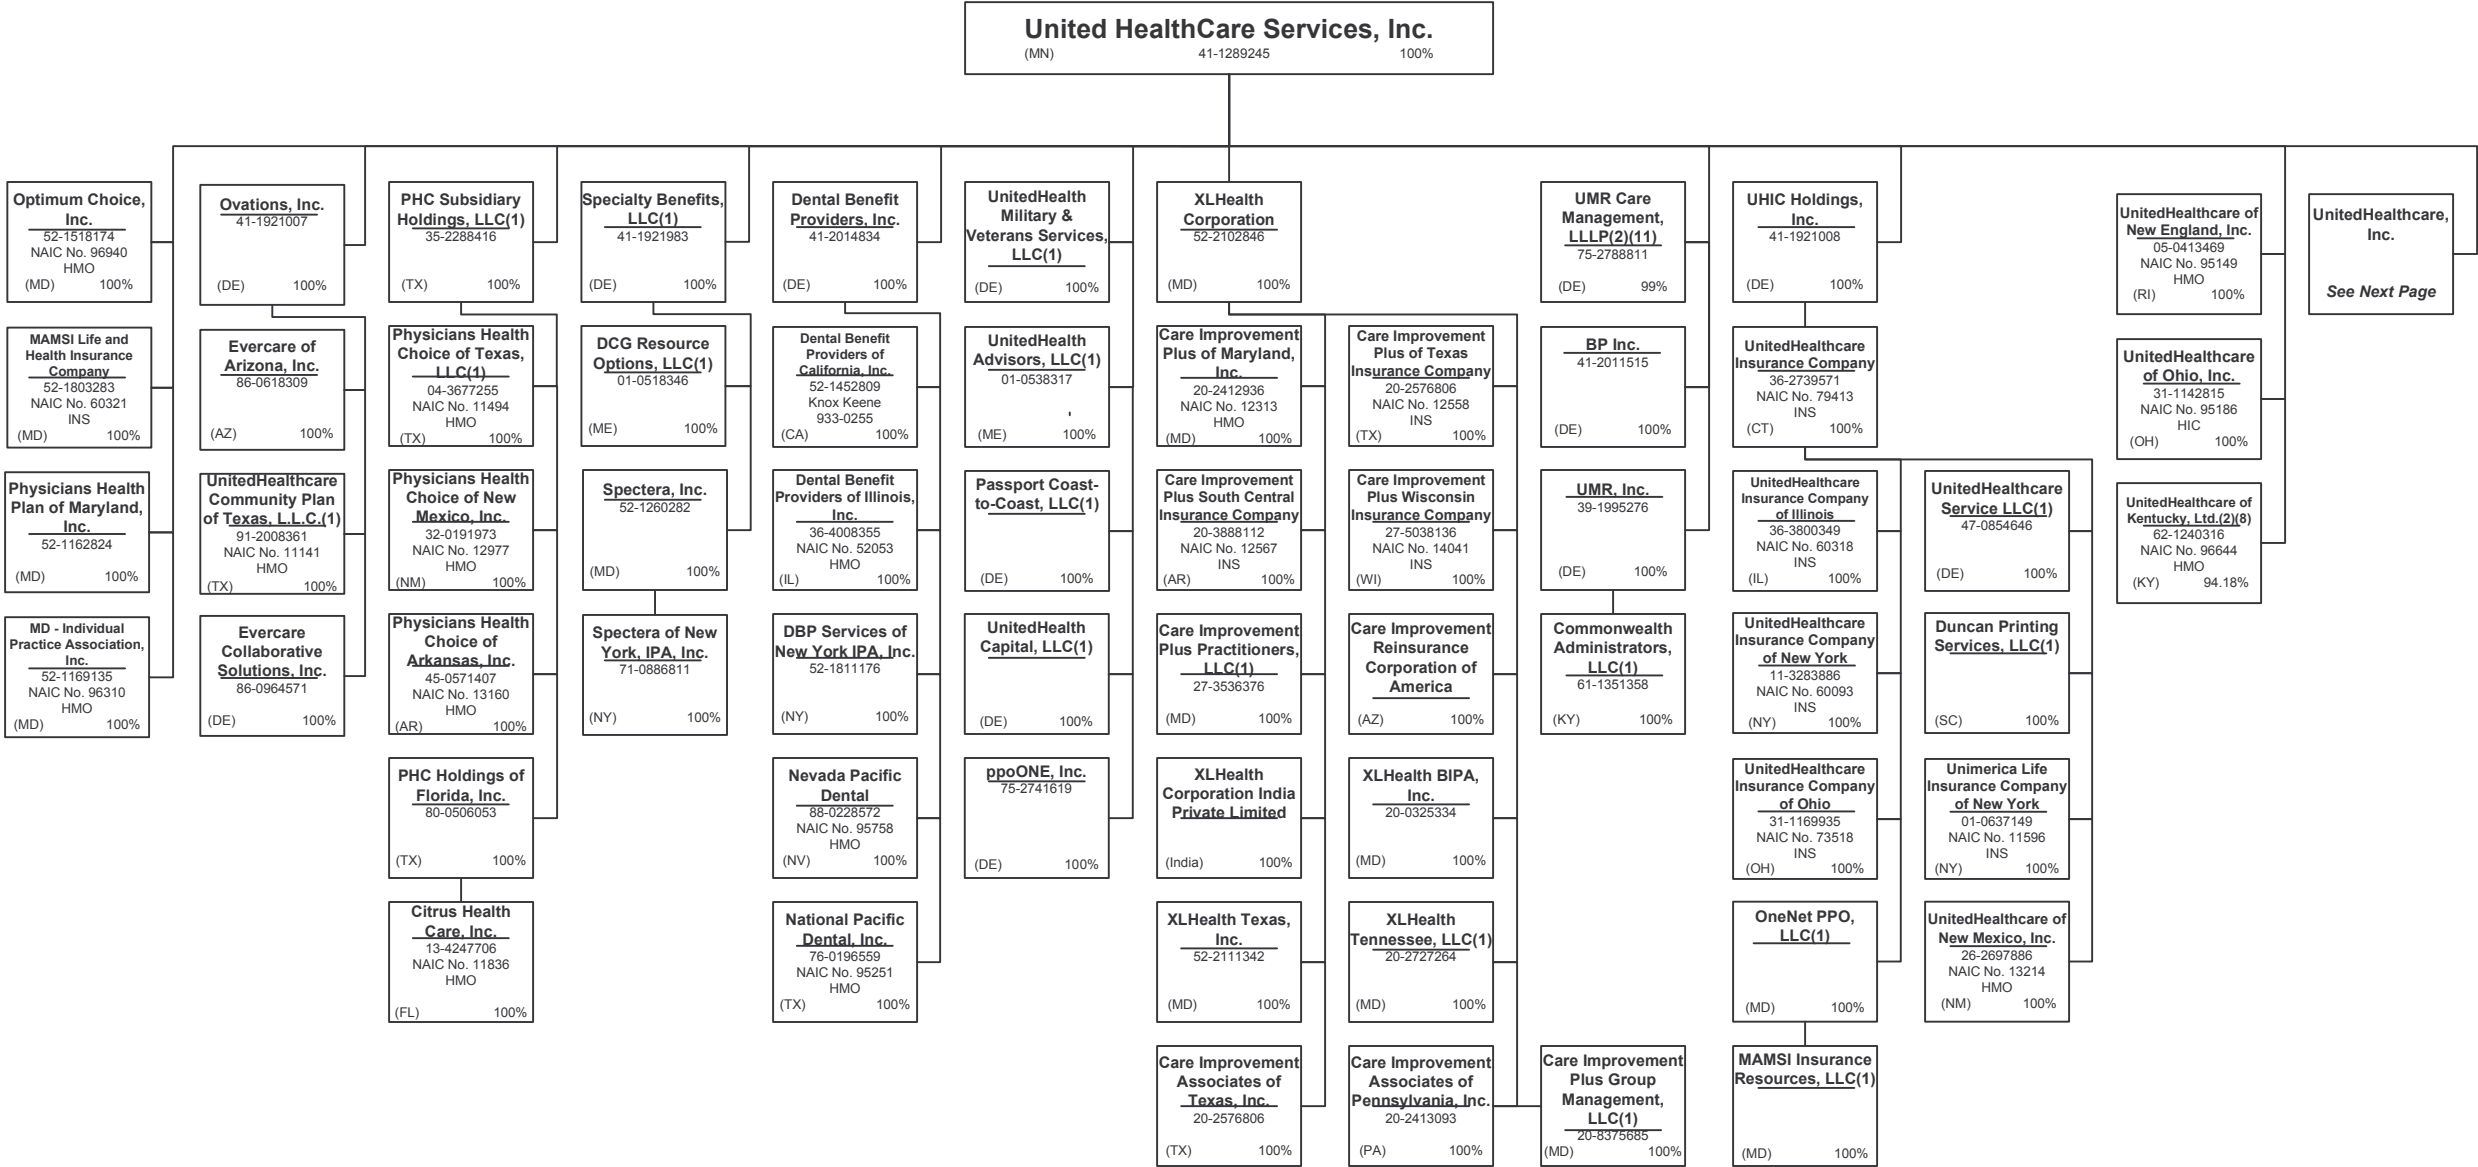 United HealthCare Services, Inc.
(MN) 41-1289245 100%
Optimum Choice,
Inc.
52-1518174
NAIC No. 96940
HMO
(MD) 100%
MAMSI Life and
Health Insurance
Company
52-1803283
NAIC No. 60321
INS
(MD) 100%
Physicians Health
Plan of Maryland,
Inc.
52-1162824
(MD) 100%
MD - Individual
Practice Association,
Inc.
52-1169135
NAIC No. 96310
HMO
(MD) 100%
Ovations, Inc.
41-1921007
(DE) 100%
Evercare of
Arizona, Inc.
86-0618309
(AZ) 100%
UnitedHealthcare
Community Plan
of Texas, L.L.C.(1)
91-2008361
NAIC No. 11141
HMO
(TX) 100%
Evercare
Collaborative
Solutions, Inc.
86-0964571
(DE) 100%
PHC Subsidiary
Holdings, LLC(1)
35-2288416
(TX) 100%
Physicians Health
Choice of Texas,
LLC(1)
04-3677255
NAIC No. 11494
HMO
(TX) 100%
Physicians Health
Choice of New
Mexico, Inc.
32-0191973
NAIC No. 12977
HMO
(NM) 100%
Physicians Health
Choice of
Arkansas, Inc.
45-0571407
NAIC No. 13160
HMO
(AR) 100%
PHC Holdings of
Florida, Inc.
80-0506053
(TX) 100%
Citrus Health
Care, Inc.
13-4247706
NAIC No. 11836
HMO
(FL) 100%
Specialty Benefits,
LLC(1)
41-1921983
(DE) 100%
DCG Resource
Options, LLC(1)
01-0518346
(ME) 100%
Spectera, Inc.
52-1260282
(MD) 100%
Spectera of New
York, IPA, Inc.
71-0886811
(NY) 100%
Dental Benefit
Providers, Inc.
41-2014834
(DE) 100%
Dental Benefit
Providers of
California, Inc.
52-1452809
Knox Keene
933-0255
(CA) 100%
Dental Benefit
Providers of Illinois,
Inc.
36-4008355
NAIC No. 52053
HMO
(IL) 100%
DBP Services of
New York IPA, Inc.
52-1811176
(NY) 100%
Nevada Pacific
Dental
88-0228572
NAIC No. 95758
HMO
(NV) 100%
National Pacific
Dental, Inc.
76-0196559
NAIC No. 95251
HMO
(TX) 100%
UnitedHealth
Military &
Veterans Services,
LLC(1)
(DE) 100%
UnitedHealth
Advisors, LLC(1)
01-0538317
(ME) 100%
Passport Coast-
to-Coast, LLC(1)
(DE) 100%
UnitedHealth
Capital, LLC(1)
(DE) 100%
ppoONE, Inc.
75-2741619
(DE) 100%
XLHealth
Corporation
52-2102846
(MD) 100%
Care Improvement
Plus of Maryland,
Inc.
20-2412936
NAIC No. 12313
HMO
(MD) 100%
Care Improvement
Plus South Central
Insurance Company
20-3888112
NAIC No. 12567
INS
(AR) 100%
Care Improvement
Plus Practitioners,
LLC(1)
27-3536376
(MD) 100%
XLHealth
Corporation India
Private Limited
(India) 100%
XLHealth Texas,
Inc.
52-2111342
(MD) 100%
Care Improvement
Associates of
Texas, Inc.
20-2576806
(TX) 100%
Care Improvement
Plus of Texas
Insurance Company
20-2576806
NAIC No. 12558
INS
(TX) 100%
Care Improvement
Plus Wisconsin
Insurance Company
27-5038136
NAIC No. 14041
INS
(WI) 100%
Care Improvement
Reinsurance
Corporation of
America
(AZ) 100%
XLHealth BIPA,
Inc.
20-0325334
(MD) 100%
XLHealth
Tennessee, LLC(1)
20-2727264
(MD) 100%
Care Improvement
Associates of
Pennsylvania, Inc.
20-2413093
(PA) 100%
UMR Care
Management,
LLLP(2)(11)
75-2788811
(DE) 99%
BP Inc.
41-2011515
(DE) 100%
UMR, Inc.
39-1995276
(DE) 100%
Commonwealth
Administrators,
LLC(1)
61-1351358
(KY) 100%
Care Improvement
Plus Group
Management,
LLC(1)
20-8375685
(MD) 100%
UHIC Holdings,
Inc.
41-1921008
(DE) 100%
UnitedHealthcare
Insurance Company
36-2739571
NAIC No. 79413
INS
(CT) 100%
UnitedHealthcare
Insurance Company
of Illinois
36-3800349
NAIC No. 60318
INS
(IL) 100%
UnitedHealthcare
Insurance Company
of New York
11-3283886
NAIC No. 60093
INS
(NY) 100%
UnitedHealthcare
Insurance Company
of Ohio
31-1169935
NAIC No. 73518
INS
(OH) 100%
OneNet PPO,
LLC(1)
(MD) 100%
MAMSI Insurance
Resources, LLC(1)
(MD) 100%
UnitedHealthcare
Service LLC(1)
47-0854646
(DE) 100%
Duncan Printing
Services, LLC(1)
(SC) 100%
Unimerica Life
Insurance Company
of New York
01-0637149
NAIC No. 11596
INS
(NY) 100%
UnitedHealthcare of
New Mexico, Inc.
26-2697886
NAIC No. 13214
HMO
(NM) 100%
UnitedHealthcare of
New England, Inc.
05-0413469
NAIC No. 95149
HMO
(RI) 100%
UnitedHealthcare
of Ohio, Inc.
31-1142815
NAIC No. 95186
HIC
(OH) 100%
UnitedHealthcare of
Kentucky, Ltd.(2)(8)
62-1240316
NAIC No. 96644
HMO
(KY) 94.18%
UnitedHealthcare,
Inc.
See Next Page